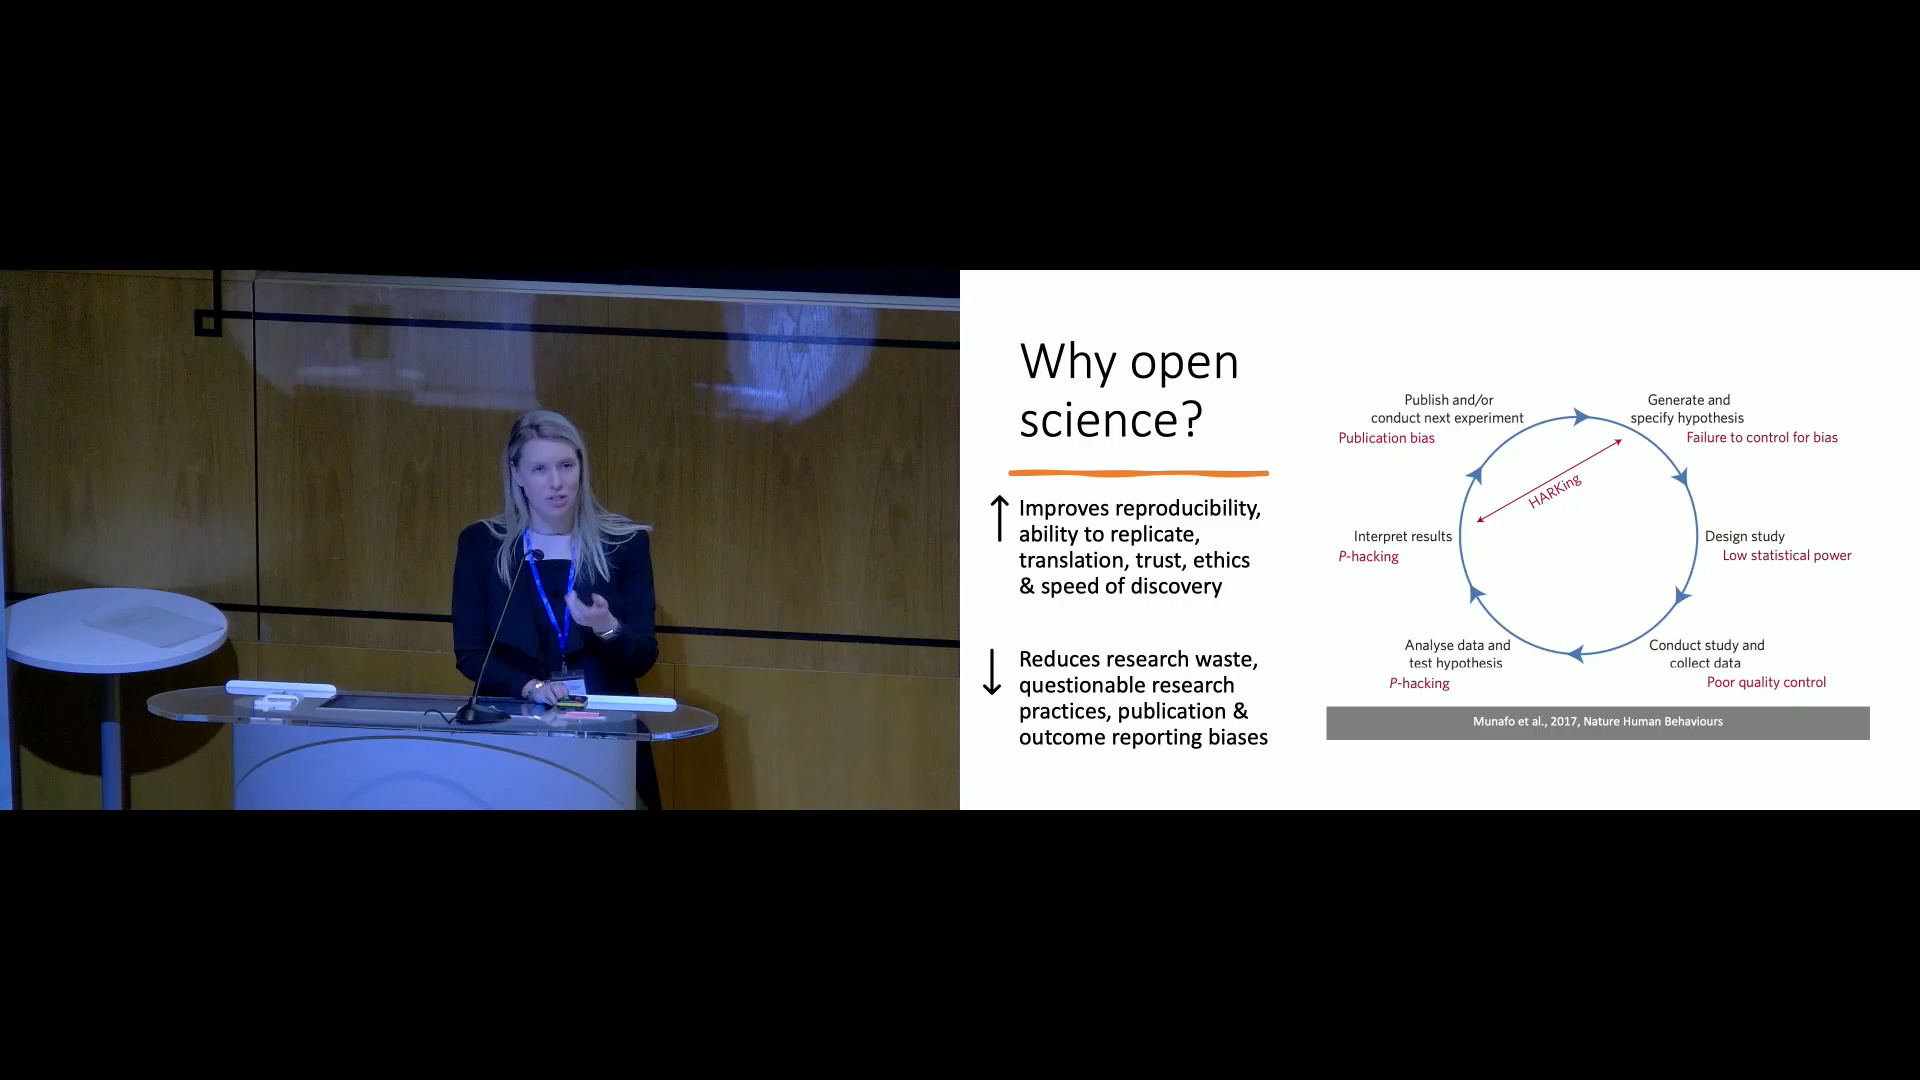 Why open
science?
Improves reproducibility,
ability to replicate,
translation, trust, ethics
& speed of discovery
Reduces research waste,
questionable research
practices, publication &
outcome reporting biases
Publish and/or
conduct next experiment
Publication bias
Generate and
specify hypothesis
Failure to control for bias
HARKing
Interpret results
P-hacking
Design study
Low statistical power
Analyse data and
test hypothesis
P-hacking
Conduct study and
collect data
Poor quality control
Munafo et al., 2017, Nature Human Behaviours